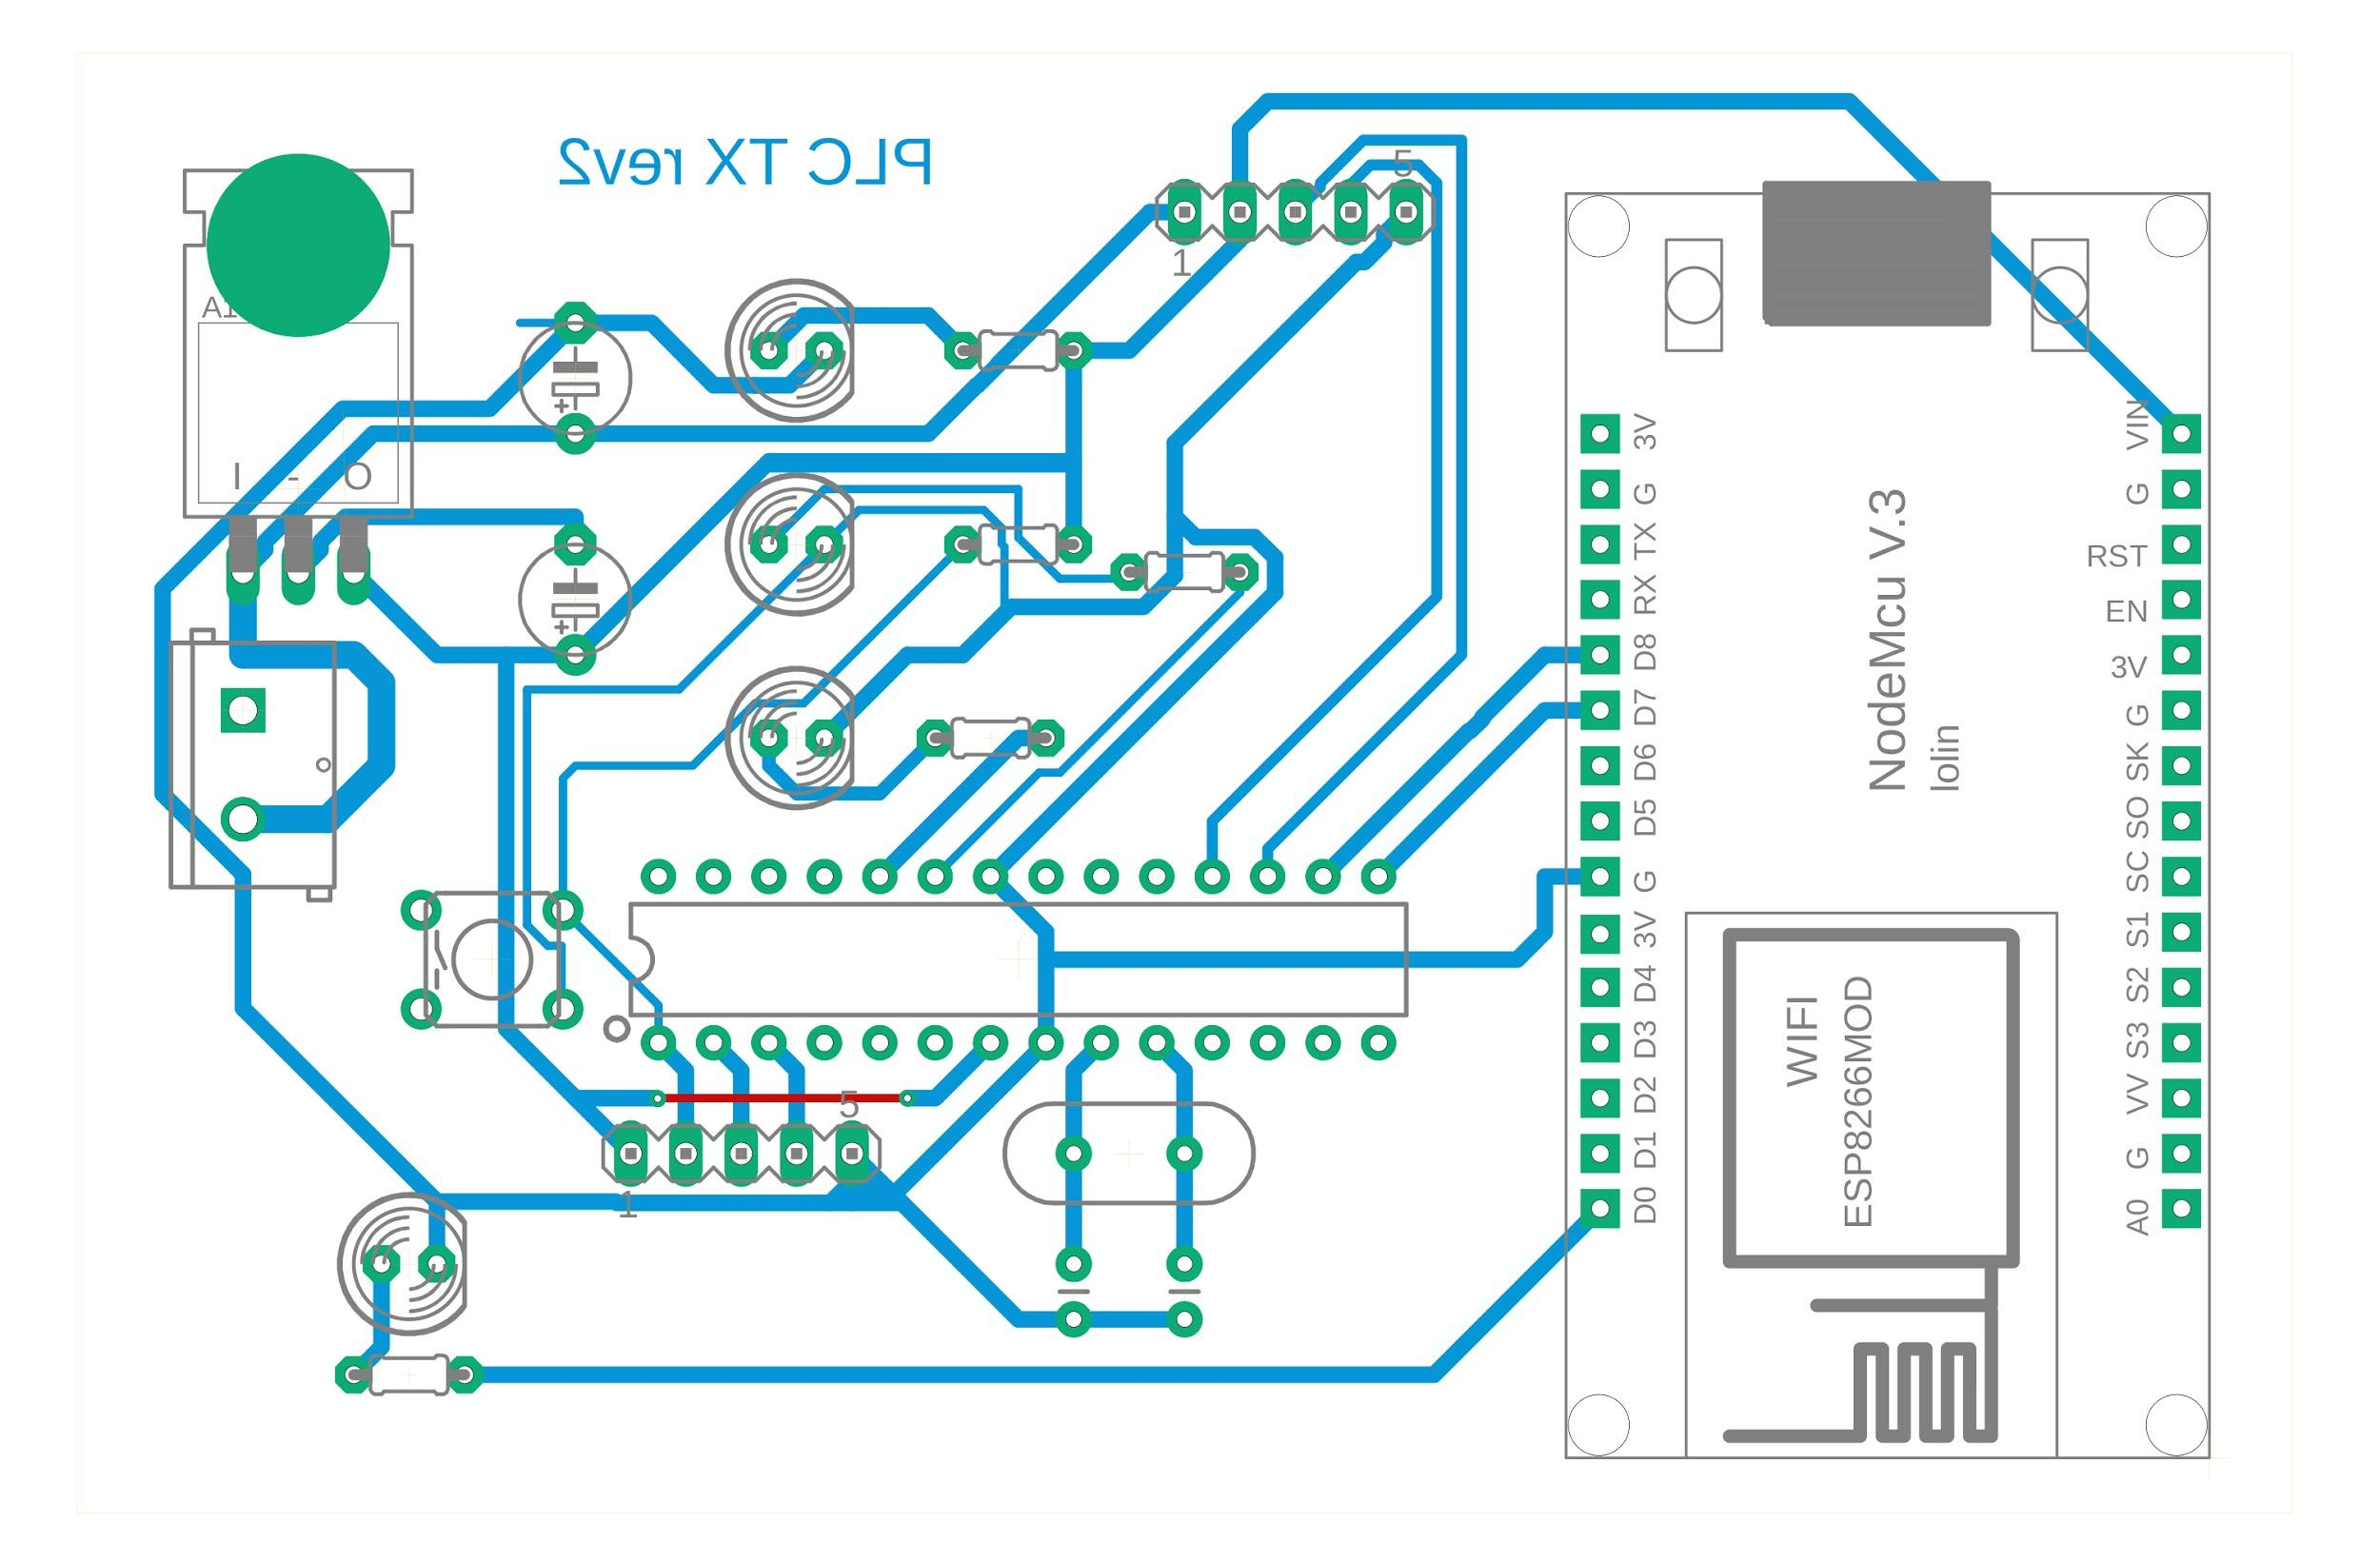 PLC TX rev2
5
1
A1
I - O
+
+
5
1
3V
G
TX
RX
D8
D7
D6
D5
G
3V
D4
D3
D2
D1
D0
NodeMcu V.3
lolin
WIFI
ESP8266MOD
VIN
G
RST
EN
3V
G
SK
SO
SC
S1
S2
S3
VV
G
A0